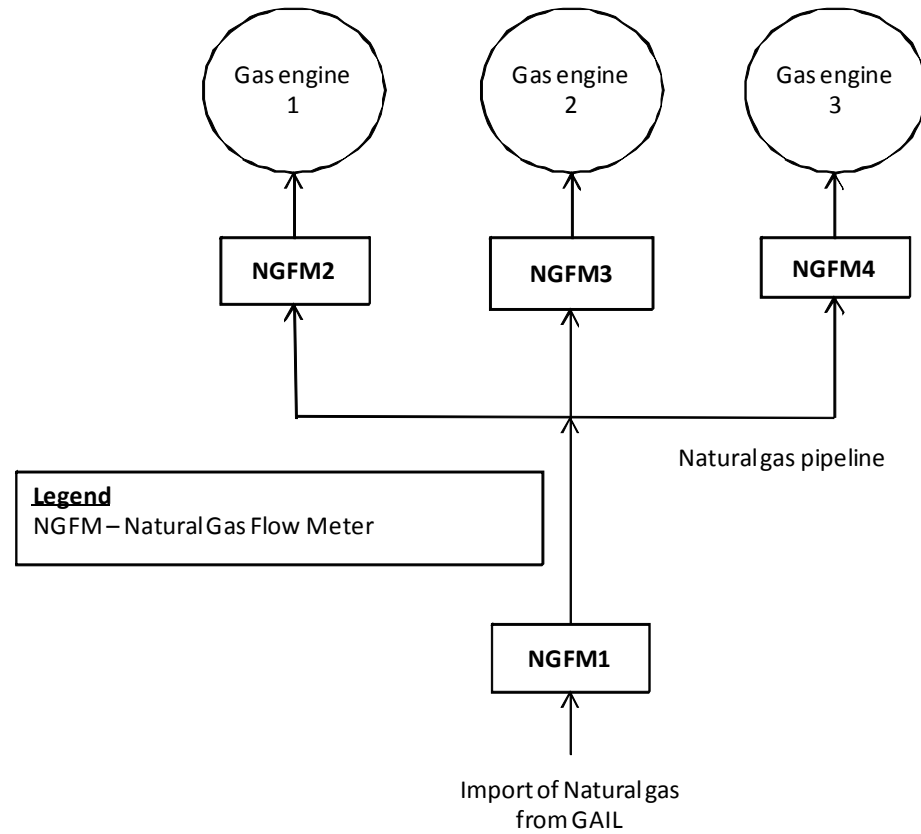 Gas engine
1
Gas engine
2
Gas engine
3
NGFM2
NGFM3
NGFM4
Natural gas pipeline
Legend
NGFM – Natural Gas Flow Meter
NGFM1
Import of Natural gas
from GAIL